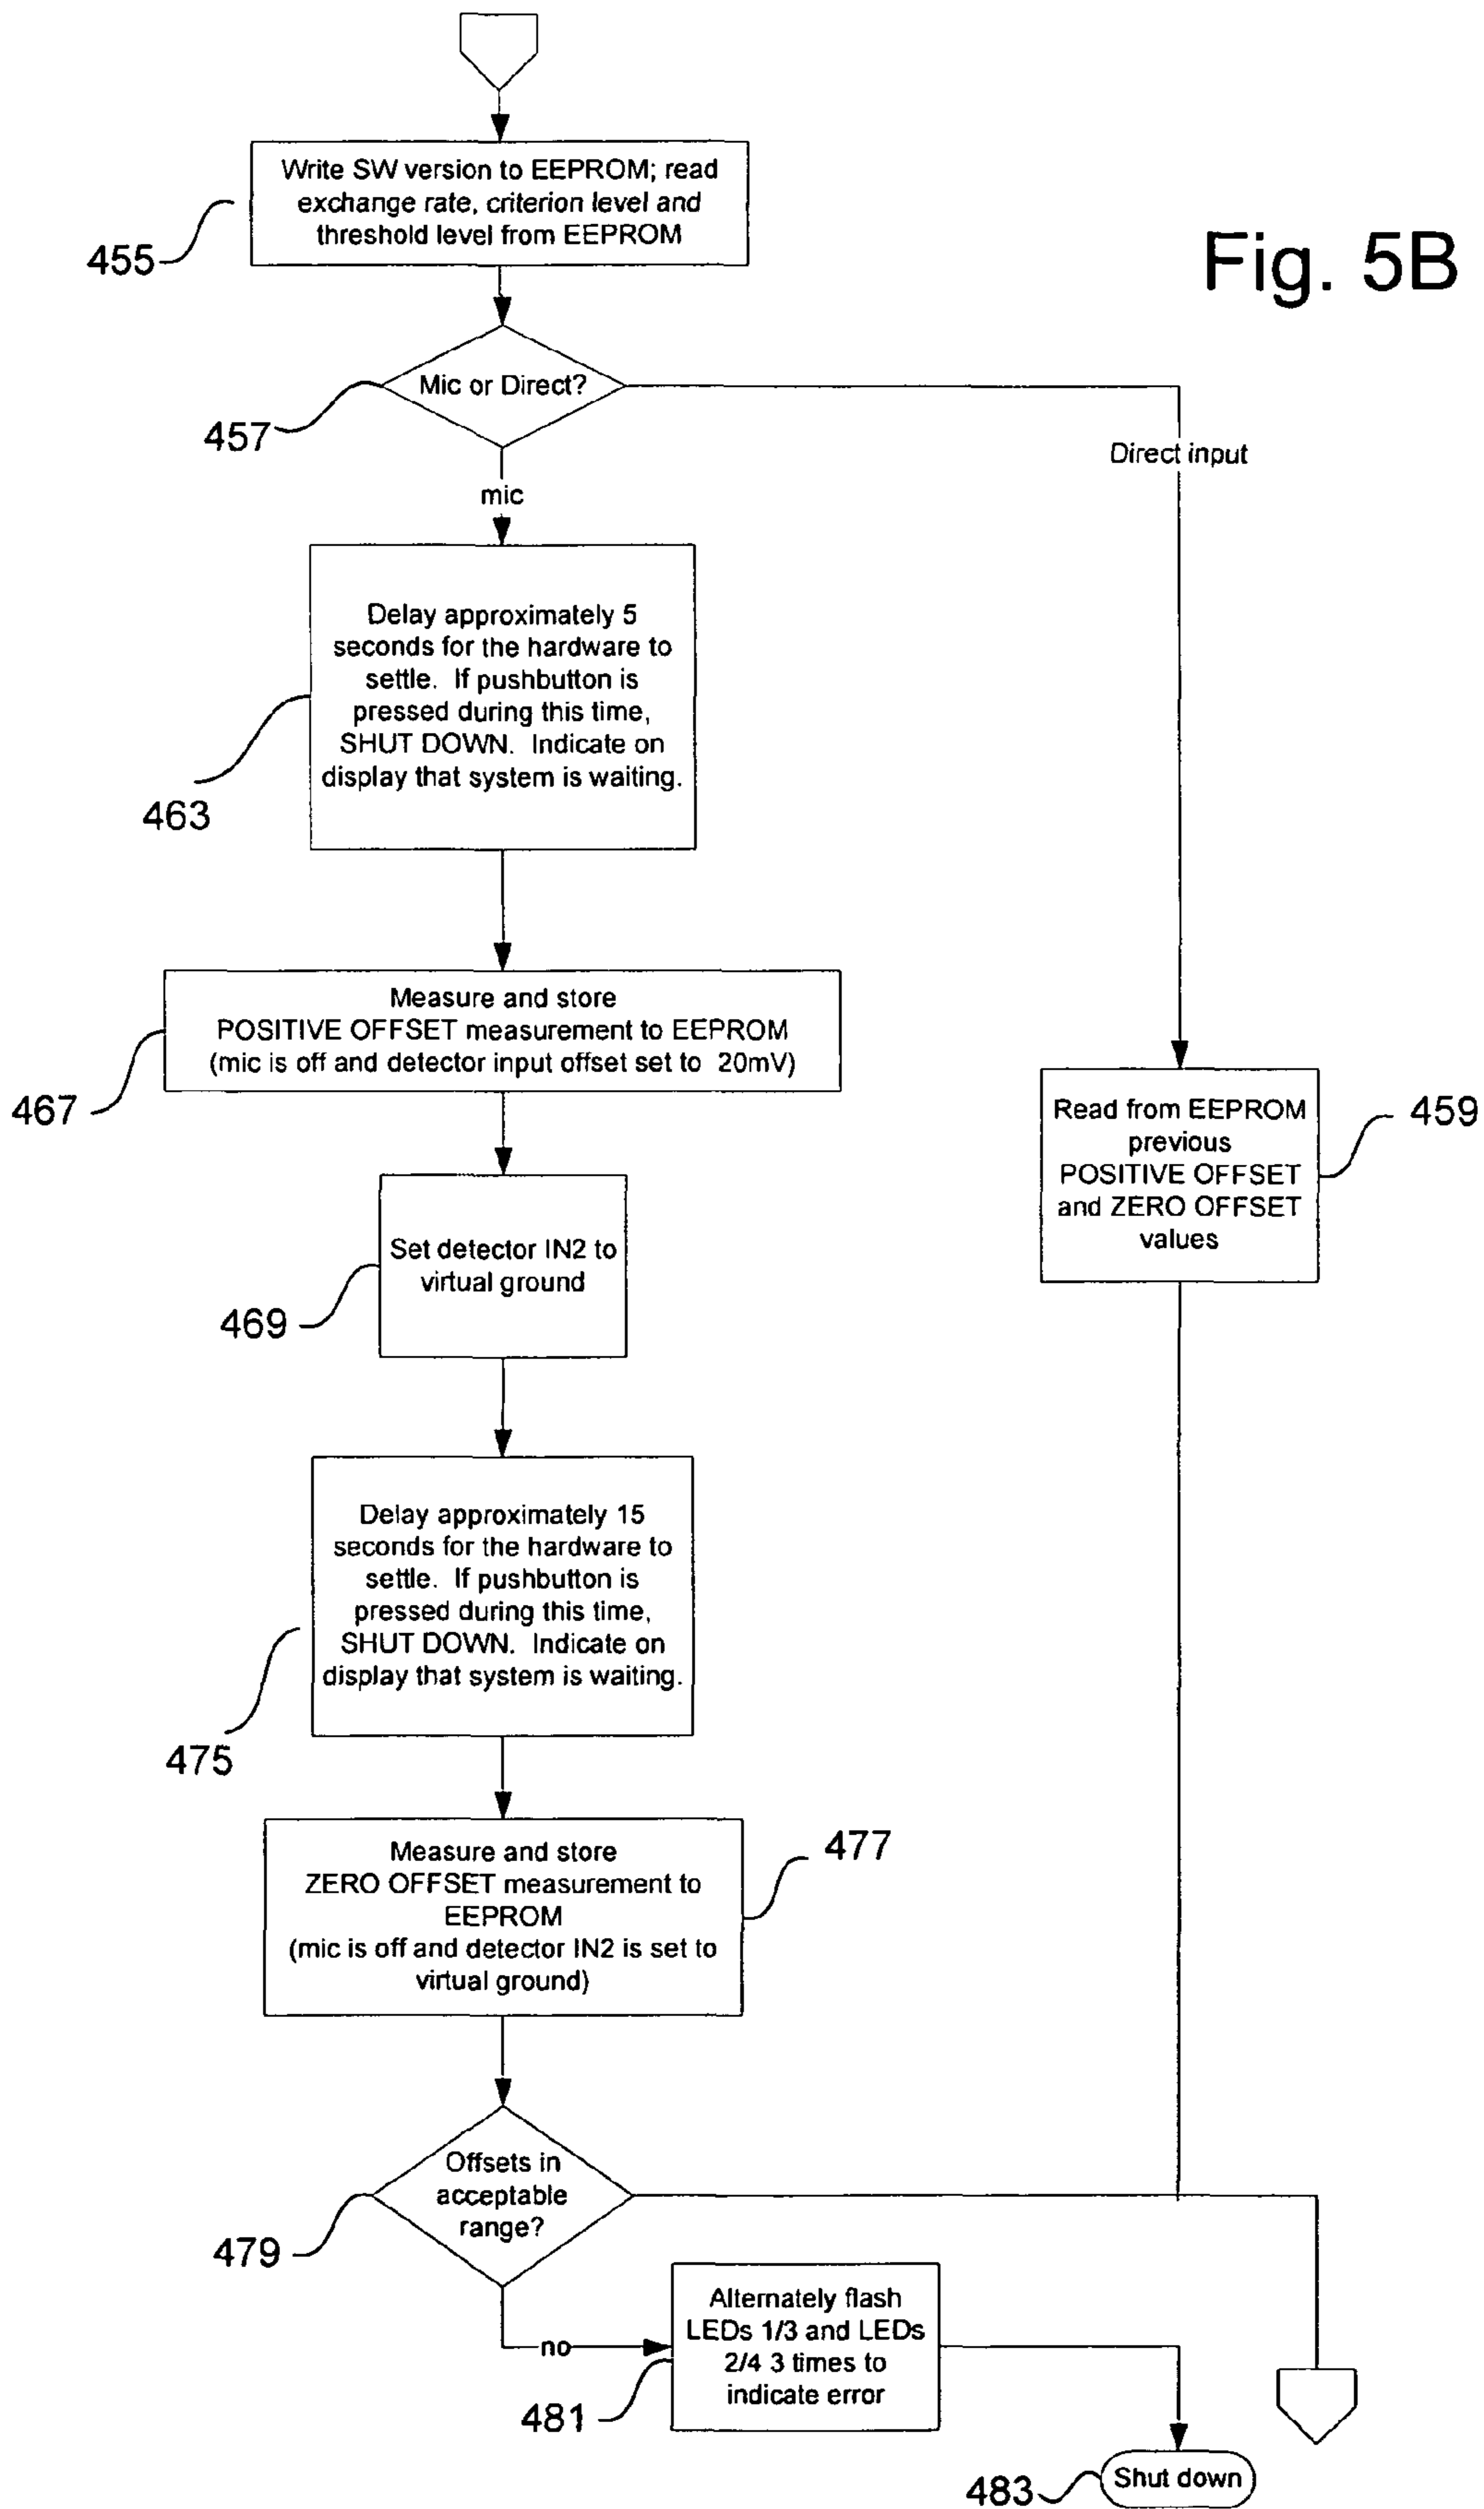 Write SW version to EEPROM; read
exchange rate, criterion level and
threshold level from EEPROM
455
Fig. 5B
Mic or Direct?
457
Direct input
mic
Delay approximately 5
seconds for the hardware to
settle. If pushbutton is
pressed during this time,
SHUT DOWN. Indicate on
display that system is waiting.
463
Measure and store
POSITIVE OFFSET measurement to EEPROM
(mic is off and detector input offset set to 20mV)
467
Read from EEPROM
previous
POSITIVE OFFSET
and ZERO OFFSET
values
459
Set detector IN2 to
virtual ground
469
Delay approximately 15
seconds for the hardware to
settle. If pushbutton is
pressed during this time,
SHUT DOWN. Indicate on
display that system is waiting.
475
Measure and store
ZERO OFFSET measurement to
EEPROM
(mic is off and detector IN2 is set to
virtual ground)
477
Offsets in
acceptable
range?
479
no
Alternately flash
LEDs 1/3 and LEDs
2/4 3 times to
indicate error
481
Shut down
483